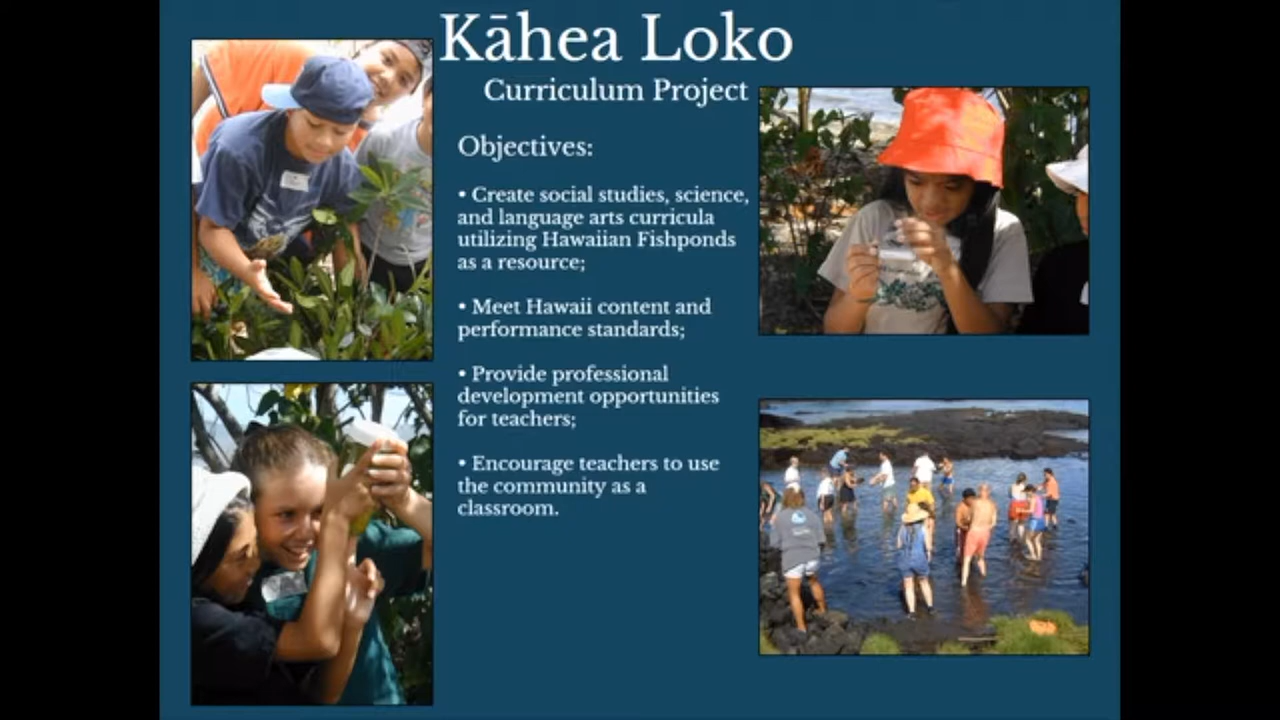 Kāhea Loko
Curriculum Project
Objectives:
• Create social studies, science,
and language arts curricula
utilizing Hawaiian Fishponds
as a resource;
• Meet Hawaii content and
performance standards;
• Provide professional
development opportunities
for teachers;
• Encourage teachers to use
the community as a
classroom.